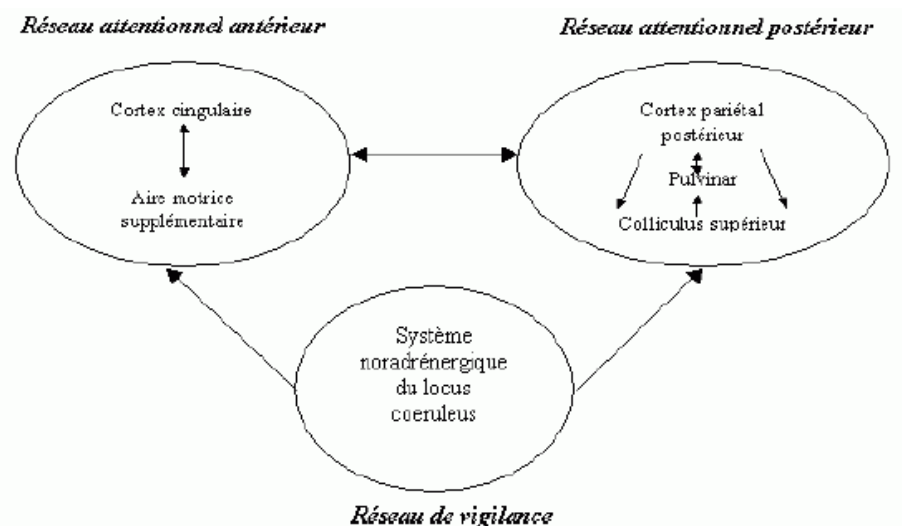 Réseau attentionnel antérieur
Réseau attentionnel postérieur
Cortex cingulaire
Aire motrice
supplémentaire
Cortex pariétal
postérieur
Pulvinar
Colliculus supérieur
Système
noradrénergique
du locus
coeruleus
Réseau de vigilance